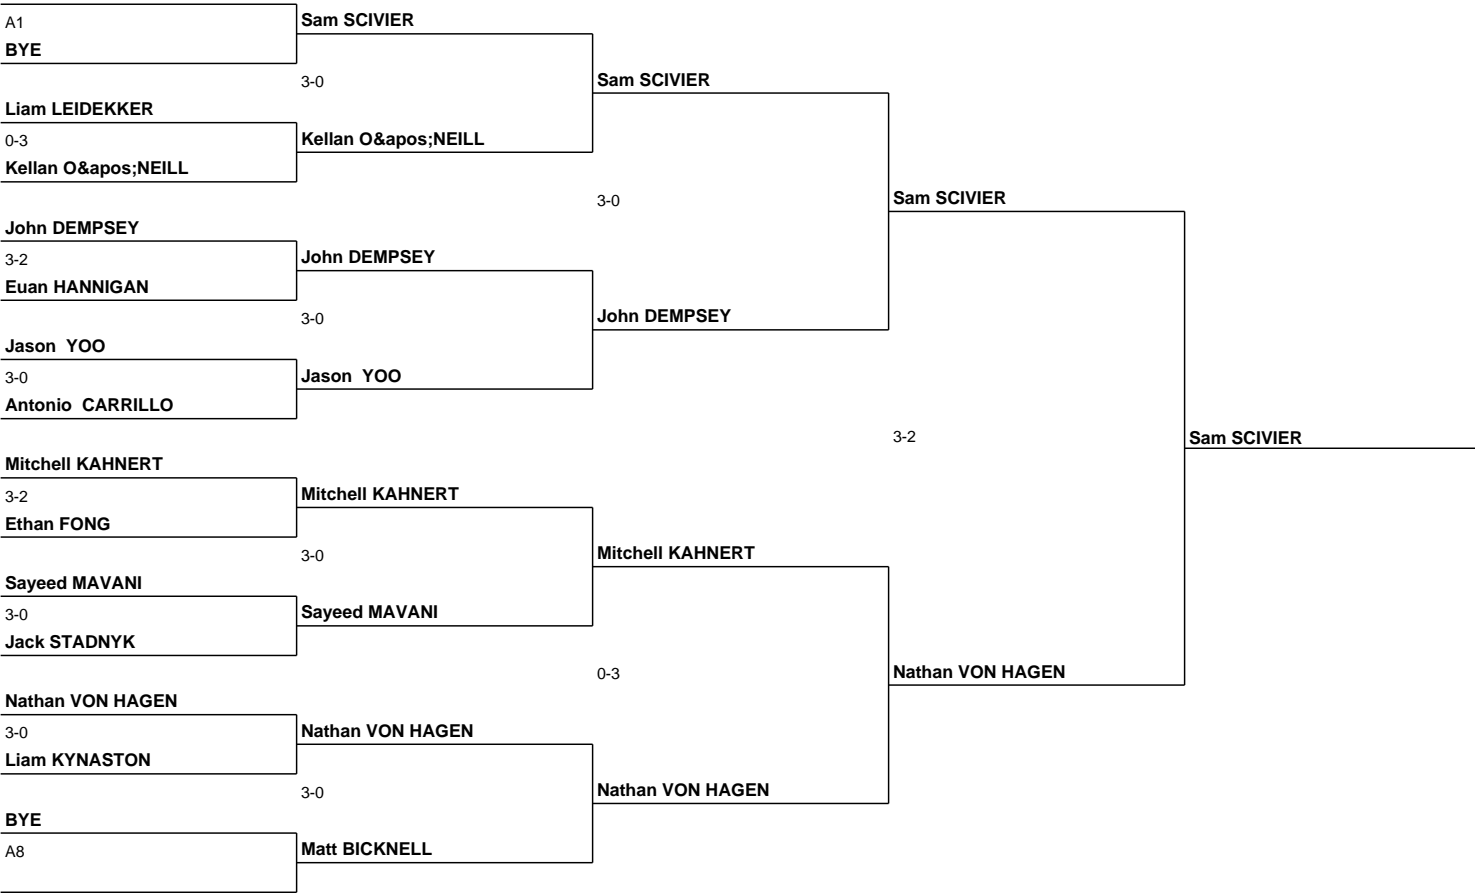 A1
BYE
Liam LEIDEKKER
0-3
Kellan O&apos;NEILL
John DEMPSEY
3-2
Euan HANNIGAN
Jason  YOO
3-0
Antonio  CARRILLO
Mitchell KAHNERT
3-2
Ethan FONG
Sayeed MAVANI
3-0
Jack STADNYK
Nathan VON HAGEN
3-0
Liam KYNASTON
BYE
A8
Sam SCIVIER
3-0
Kellan O&apos;NEILL
John DEMPSEY
3-0
Jason  YOO
Mitchell KAHNERT
3-0
Sayeed MAVANI
Nathan VON HAGEN
3-0
Matt BICKNELL
Sam SCIVIER
3-0
John DEMPSEY
Mitchell KAHNERT
0-3
Nathan VON HAGEN
Sam SCIVIER
3-2
Nathan VON HAGEN
Sam SCIVIER